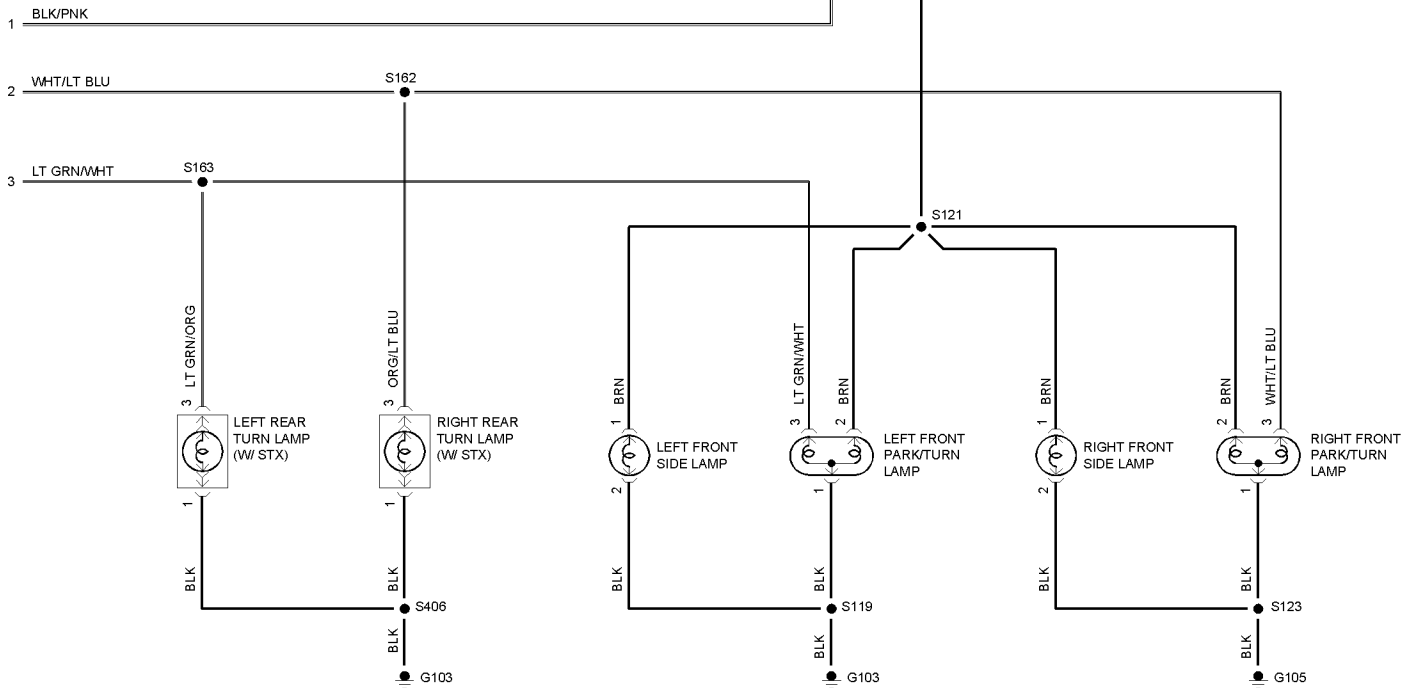 1 BLK/PNK
2 WHT/LT BLU
S162
3 LT GRN/WHT
S163
S121
LT GRN/ORG
3
ORG/LT BLU
3
BRN
1
LT GRN/WHT
3
BRN
2
BRN
1
BRN
2
WHT/LT BLU
3
LEFT REAR
TURN LAMP
(W/ STX)
RIGHT REAR
TURN LAMP
(W/ STX)
LEFT FRONT
SIDE LAMP
LEFT FRONT
PARK/TURN
LAMP
RIGHT FRONT
SIDE LAMP
RIGHT FRONT
PARK/TURN
LAMP
1
1
2
1
2
1
BLK
BLK
BLK
BLK
BLK
BLK
S406
S119
S123
BLK
BLK
BLK
G103
G103
G105